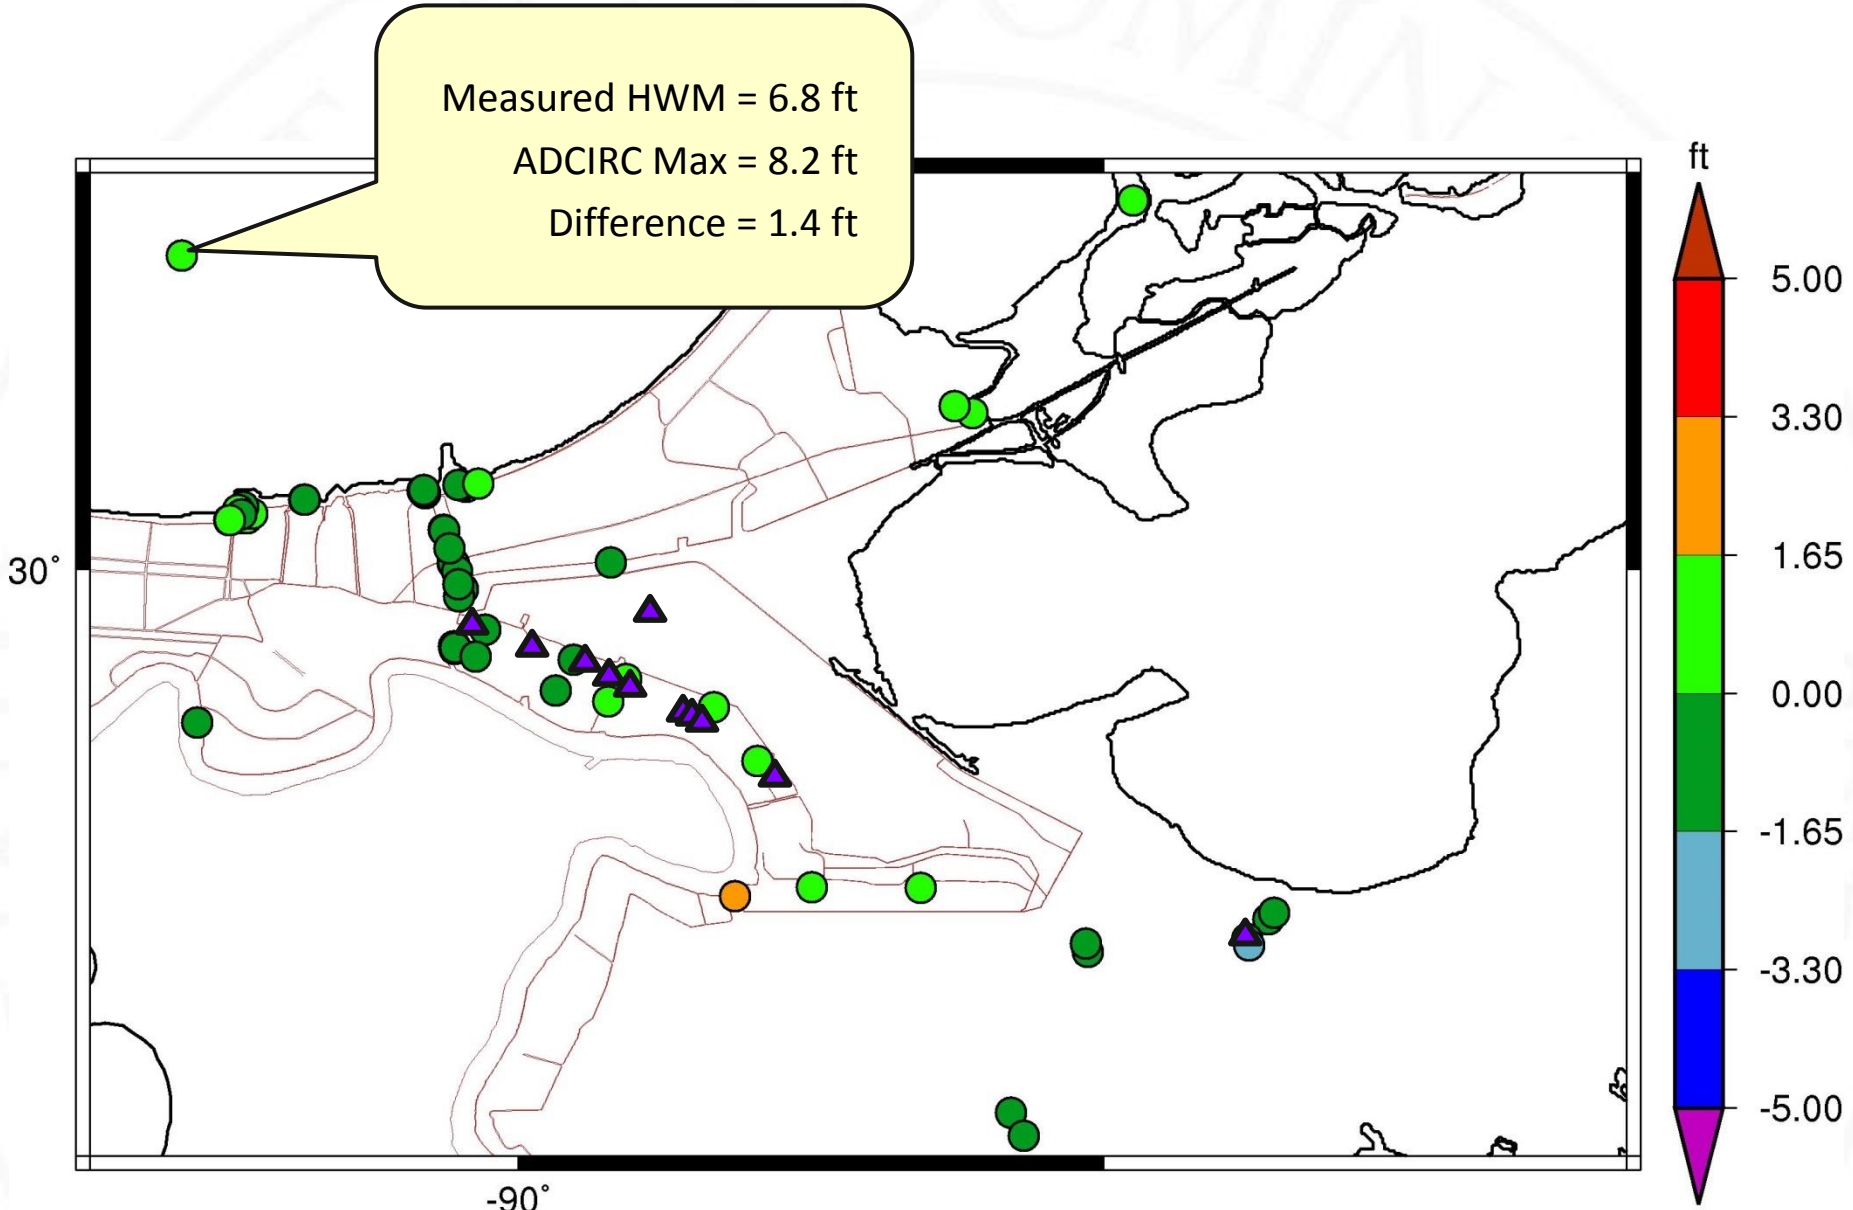 Measured HWM = 6.8 ft
ADCIRC Max = 8.2 ft
Difference = 1.4 ft
ft
5.00
3.30
1.65
0.00
-1.65
-3.30
-5.00
30°
-90°